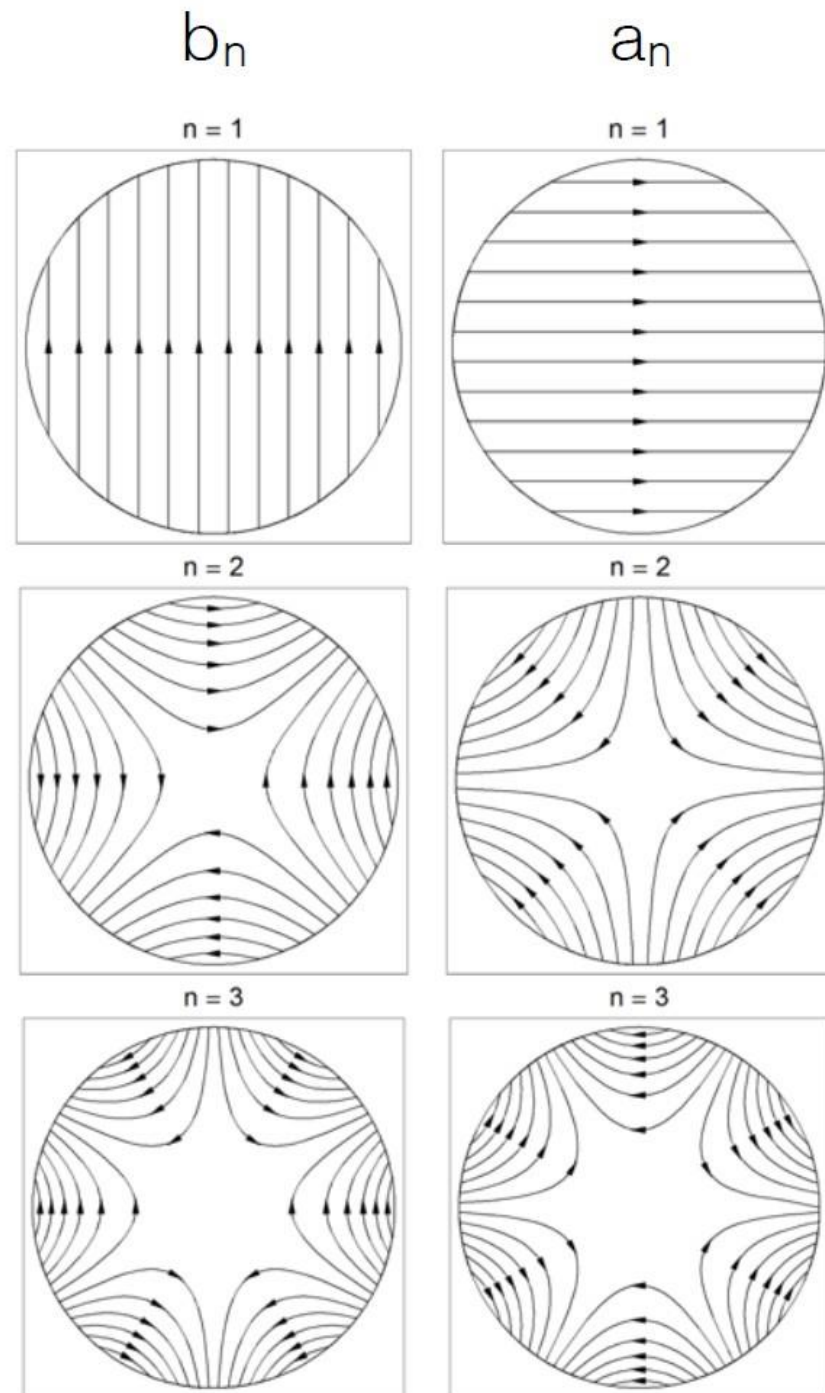 bn an
n = 1 n = 1
n = 2 n = 2
n = 3 n = 3